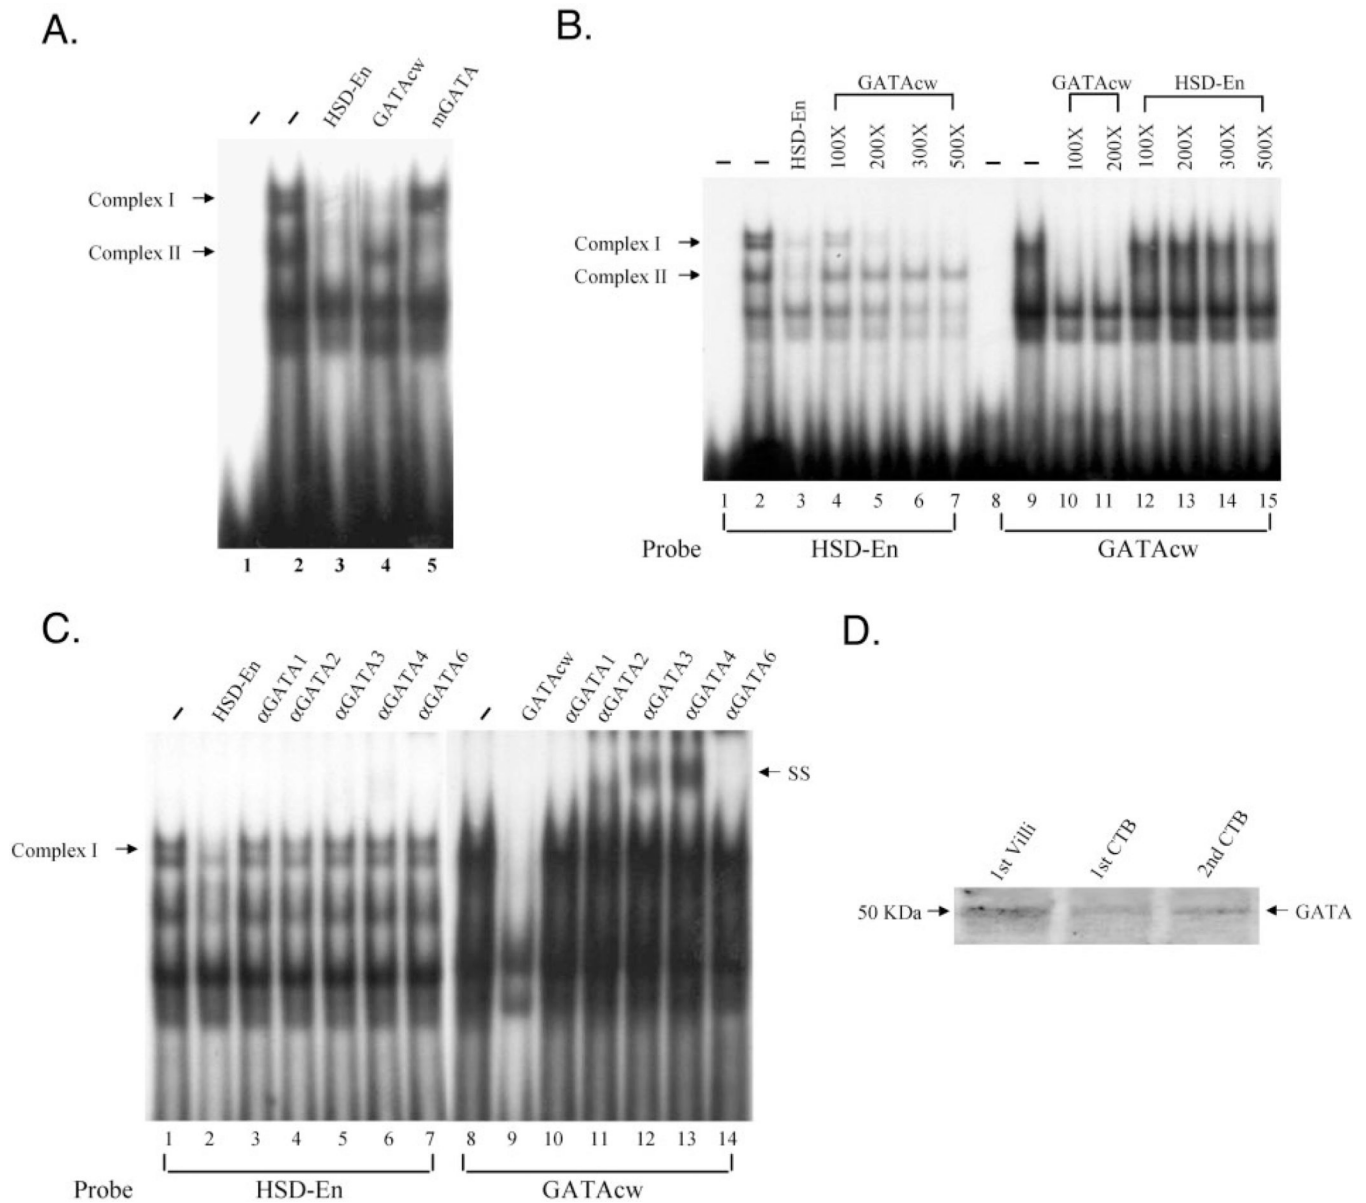 A.
– – HSD-En GATAcw mGATA
Complex I
Complex II
1 2 3 4 5
B.
GATAcw GATAcw HSD-En
– – HSD-En 100X 200X 300X 500X – – 100X 200X 100X 200X 300X 500X
Complex I
Complex II
1 2 3 4 5 6 7 8 9 10 11 12 13 14 15
Probe HSD-En GATAcw
C.
– HSD-En αGATA1 αGATA2 αGATA3 αGATA4 αGATA6 – GATAcw αGATA1 αGATA2 αGATA3 αGATA4 αGATA6
SS
Complex I
1 2 3 4 5 6 7 8 9 10 11 12 13 14
Probe HSD-En GATAcw
D.
1st Villi 1st CTB 2nd CTB
50 KDa GATA